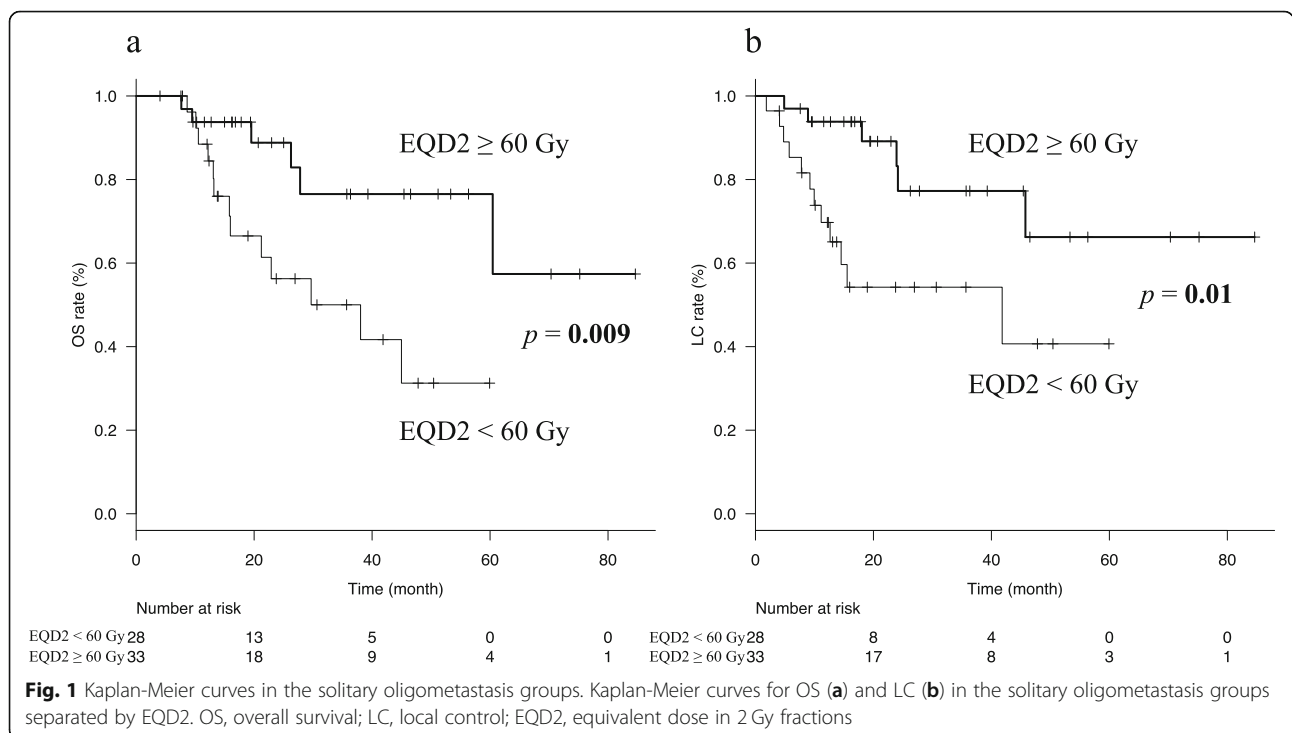 a
1.0
0.8
0.6
0.4
0.2
0.0
OS rate (%)
EQD2 ≥ 60 Gy
p = 0.009
EQD2 < 60 Gy
0 20 40 60 80
Time (month)
Number at risk
EQD2 < 60 Gy 28 13 5 0 0
EQD2 ≥ 60 Gy 33 18 9 4 1
b
1.0
0.8
0.6
0.4
0.2
0.0
LC rate (%)
EQD2 ≥ 60 Gy
p = 0.01
EQD2 < 60 Gy
0 20 40 60 80
Time (month)
Number at risk
EQD2 < 60 Gy 28 8 4 0 0
EQD2 ≥ 60 Gy 33 17 8 3 1
Fig. 1 Kaplan-Meier curves in the solitary oligometastasis groups. Kaplan-Meier curves for OS (a) and LC (b) in the solitary oligometastasis groups
separated by EQD2. OS, overall survival; LC, local control; EQD2, equivalent dose in 2 Gy fractions